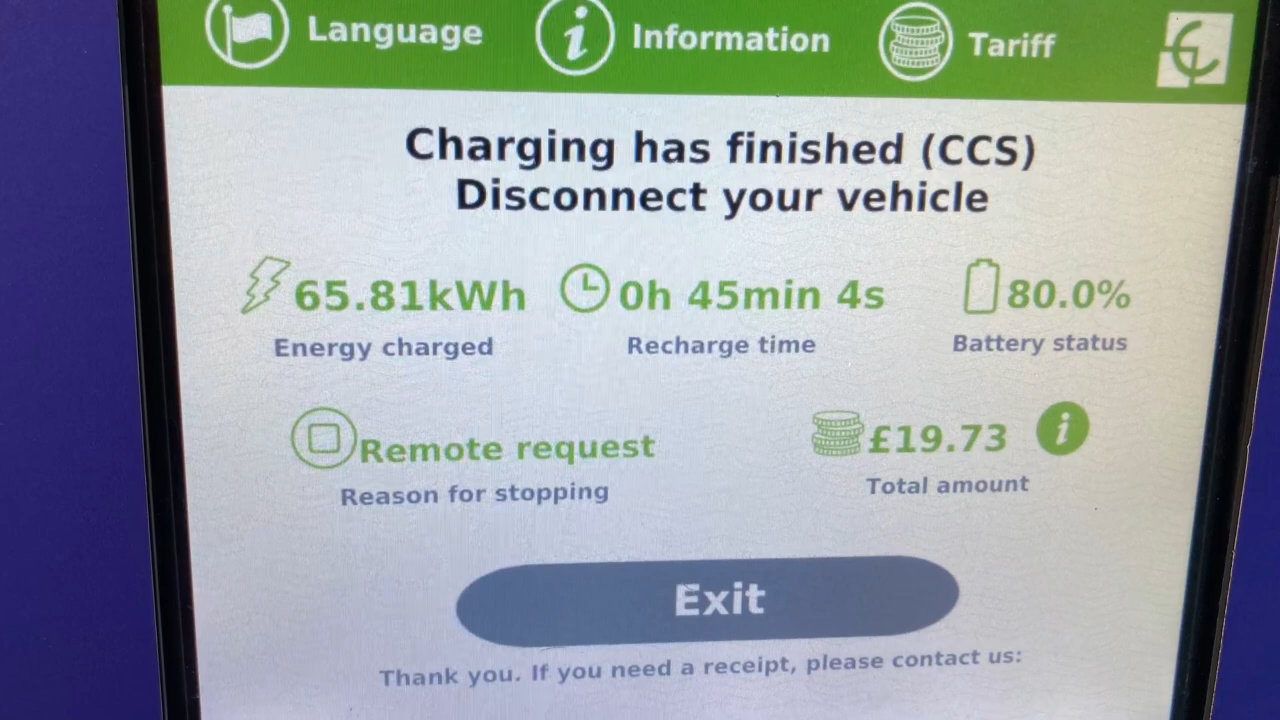 Language Information Tariff
Charging has finished (CCS)
Disconnect your vehicle
65.81kWh 0h 45min 4s 80.0%
Energy charged Recharge time Battery status
Remote request £19.73
Reason for stopping Total amount
Exit
Thank you. If you need a receipt, please contact us: